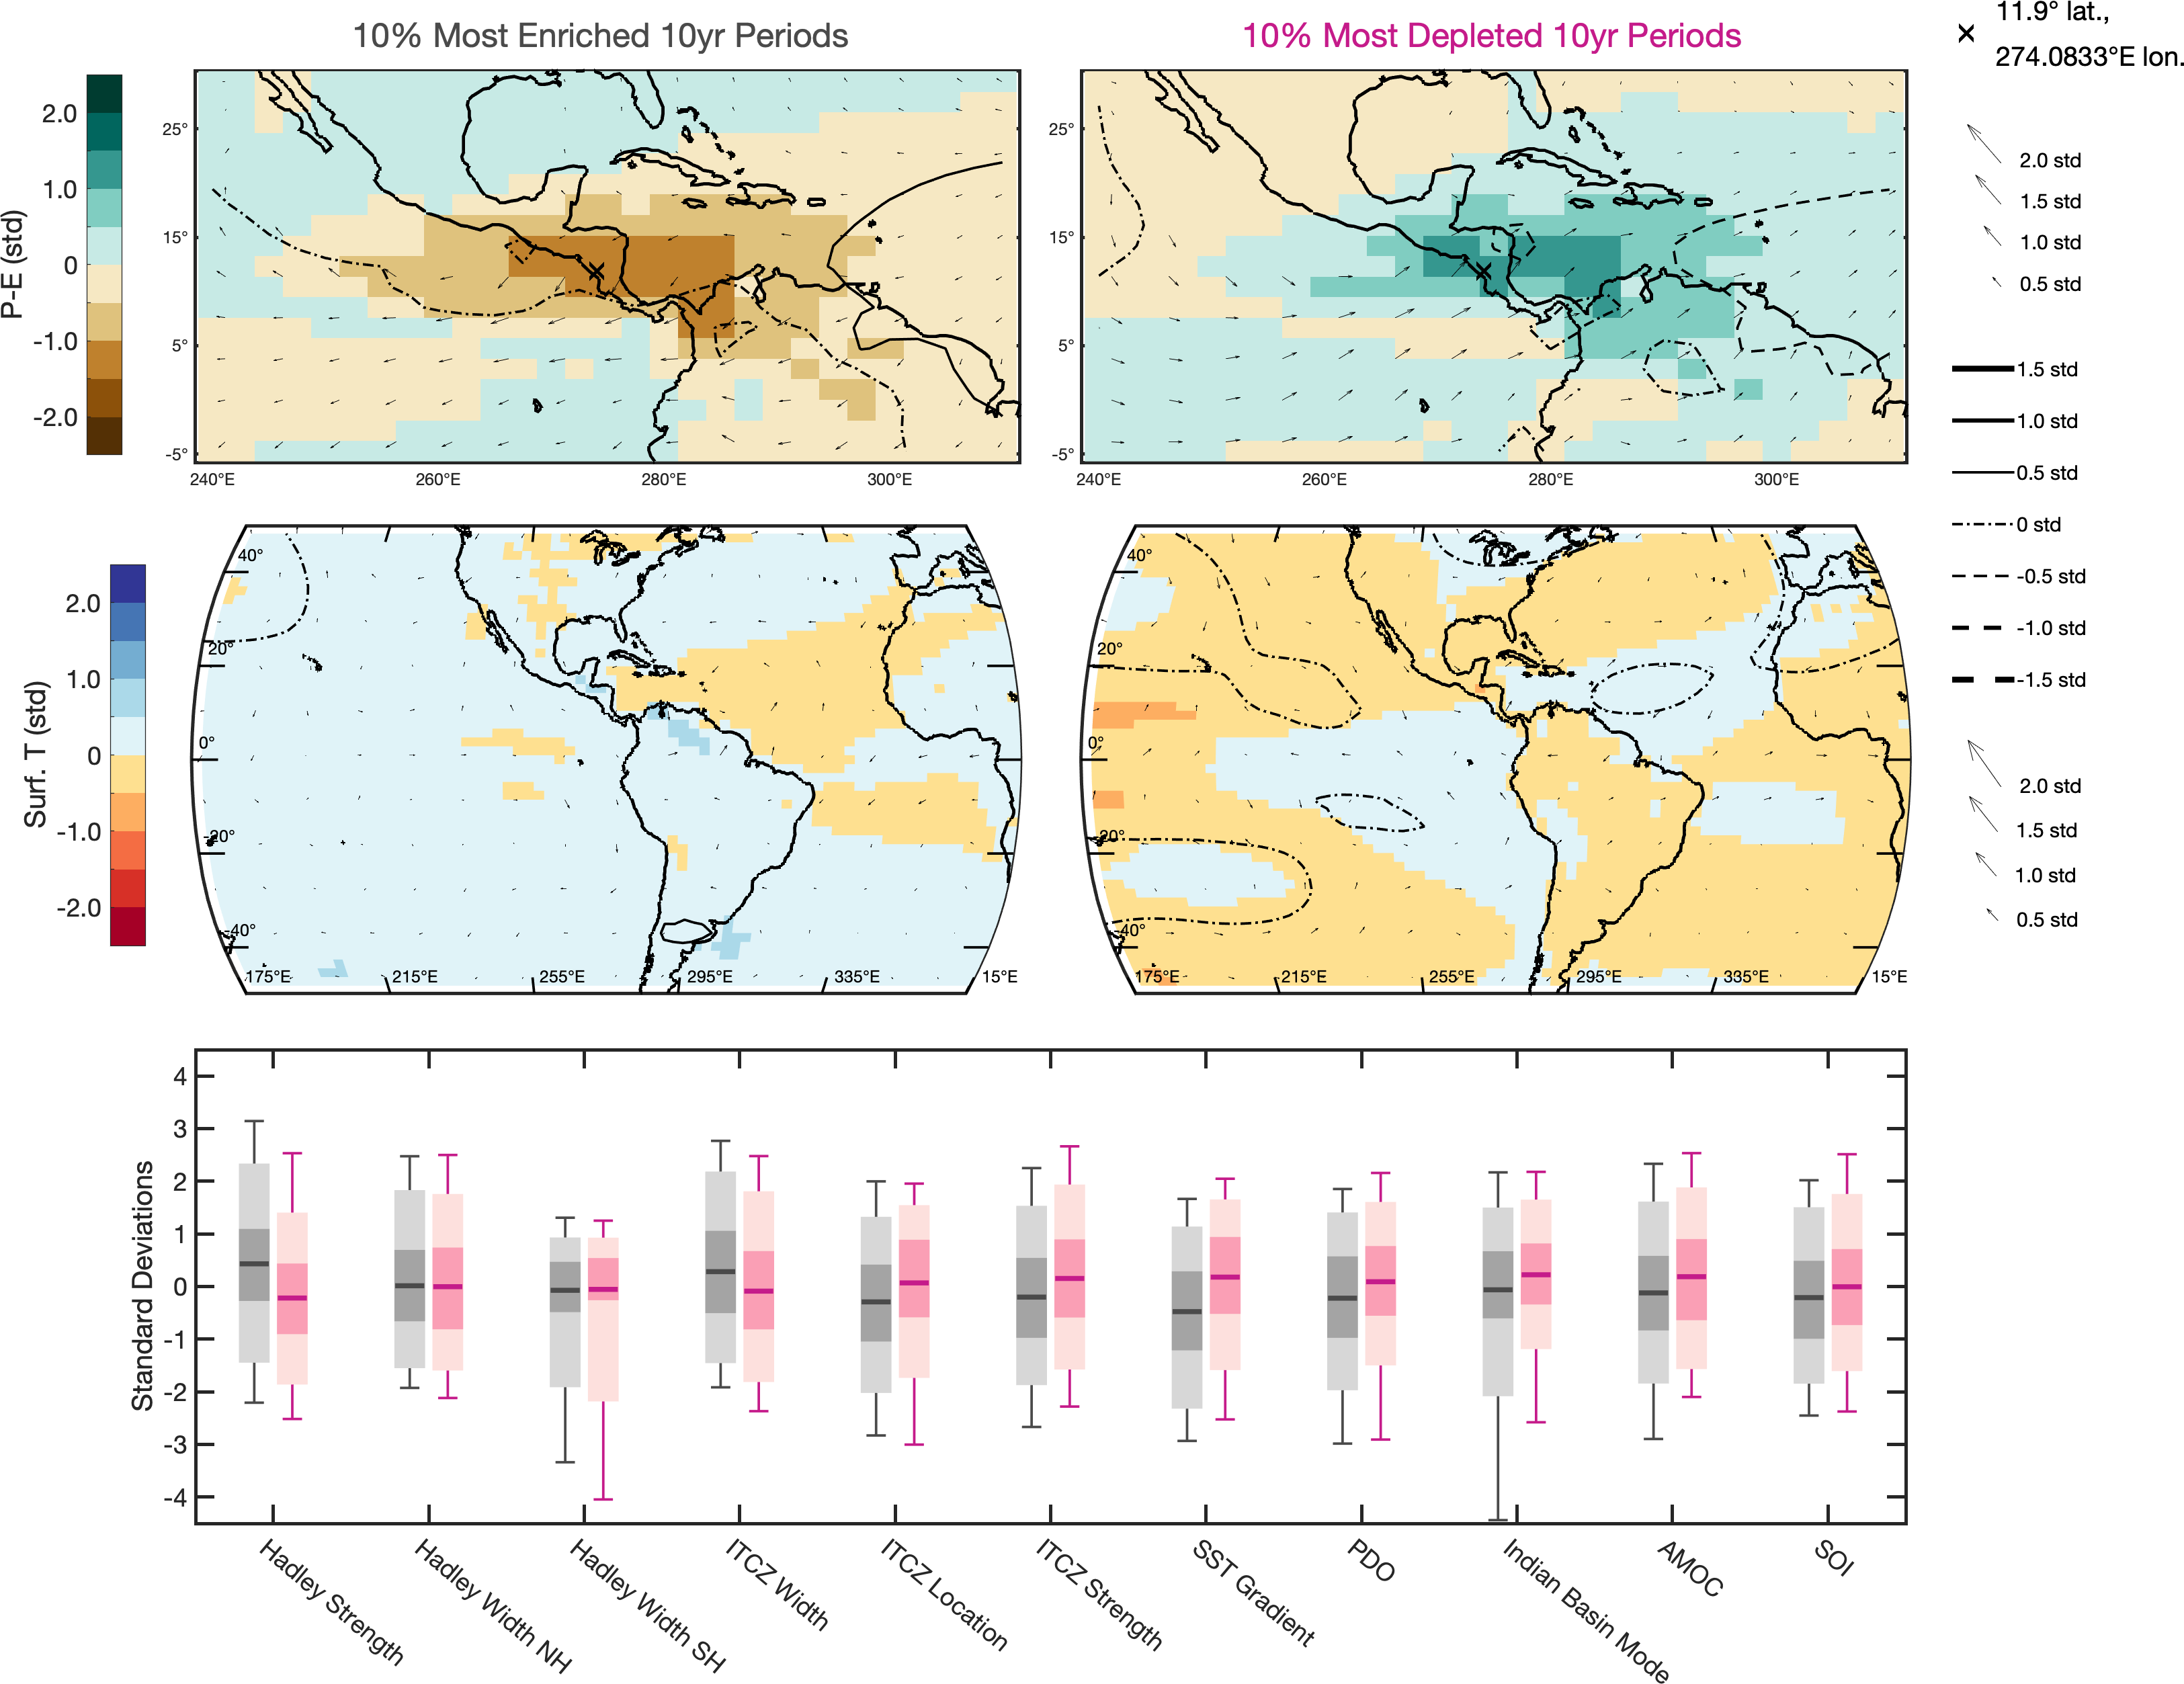 10% Most Enriched 10yr Periods
10% Most Depleted 10yr Periods
11.9° lat.,
274.0833°E lon.
P-E (std)
2.0
1.0
0
-1.0
-2.0
25°
15°
5°
-5°
240°E
260°E
280°E
300°E
25°
15°
5°
-5°
240°E
260°E
280°E
300°E
2.0 std
1.5 std
1.0 std
0.5 std
1.5 std
1.0 std
0.5 std
0 std
-0.5 std
-1.0 std
-1.5 std
2.0 std
1.5 std
1.0 std
0.5 std
Surf. T (std)
2.0
1.0
0
-1.0
-2.0
40°
20°
0°
-20°
-40°
175°E
215°E
255°E
295°E
335°E
15°E
40°
20°
0°
-20°
-40°
175°E
215°E
255°E
295°E
335°E
15°E
Standard Deviations
4
3
2
1
0
-1
-2
-3
-4
Hadley Strength
Hadley Width NH
Hadley Width SH
ITCZ Width
ITCZ Location
ITCZ Strength
SST Gradient
PDO
Indian Basin Mode
AMOC
SOI